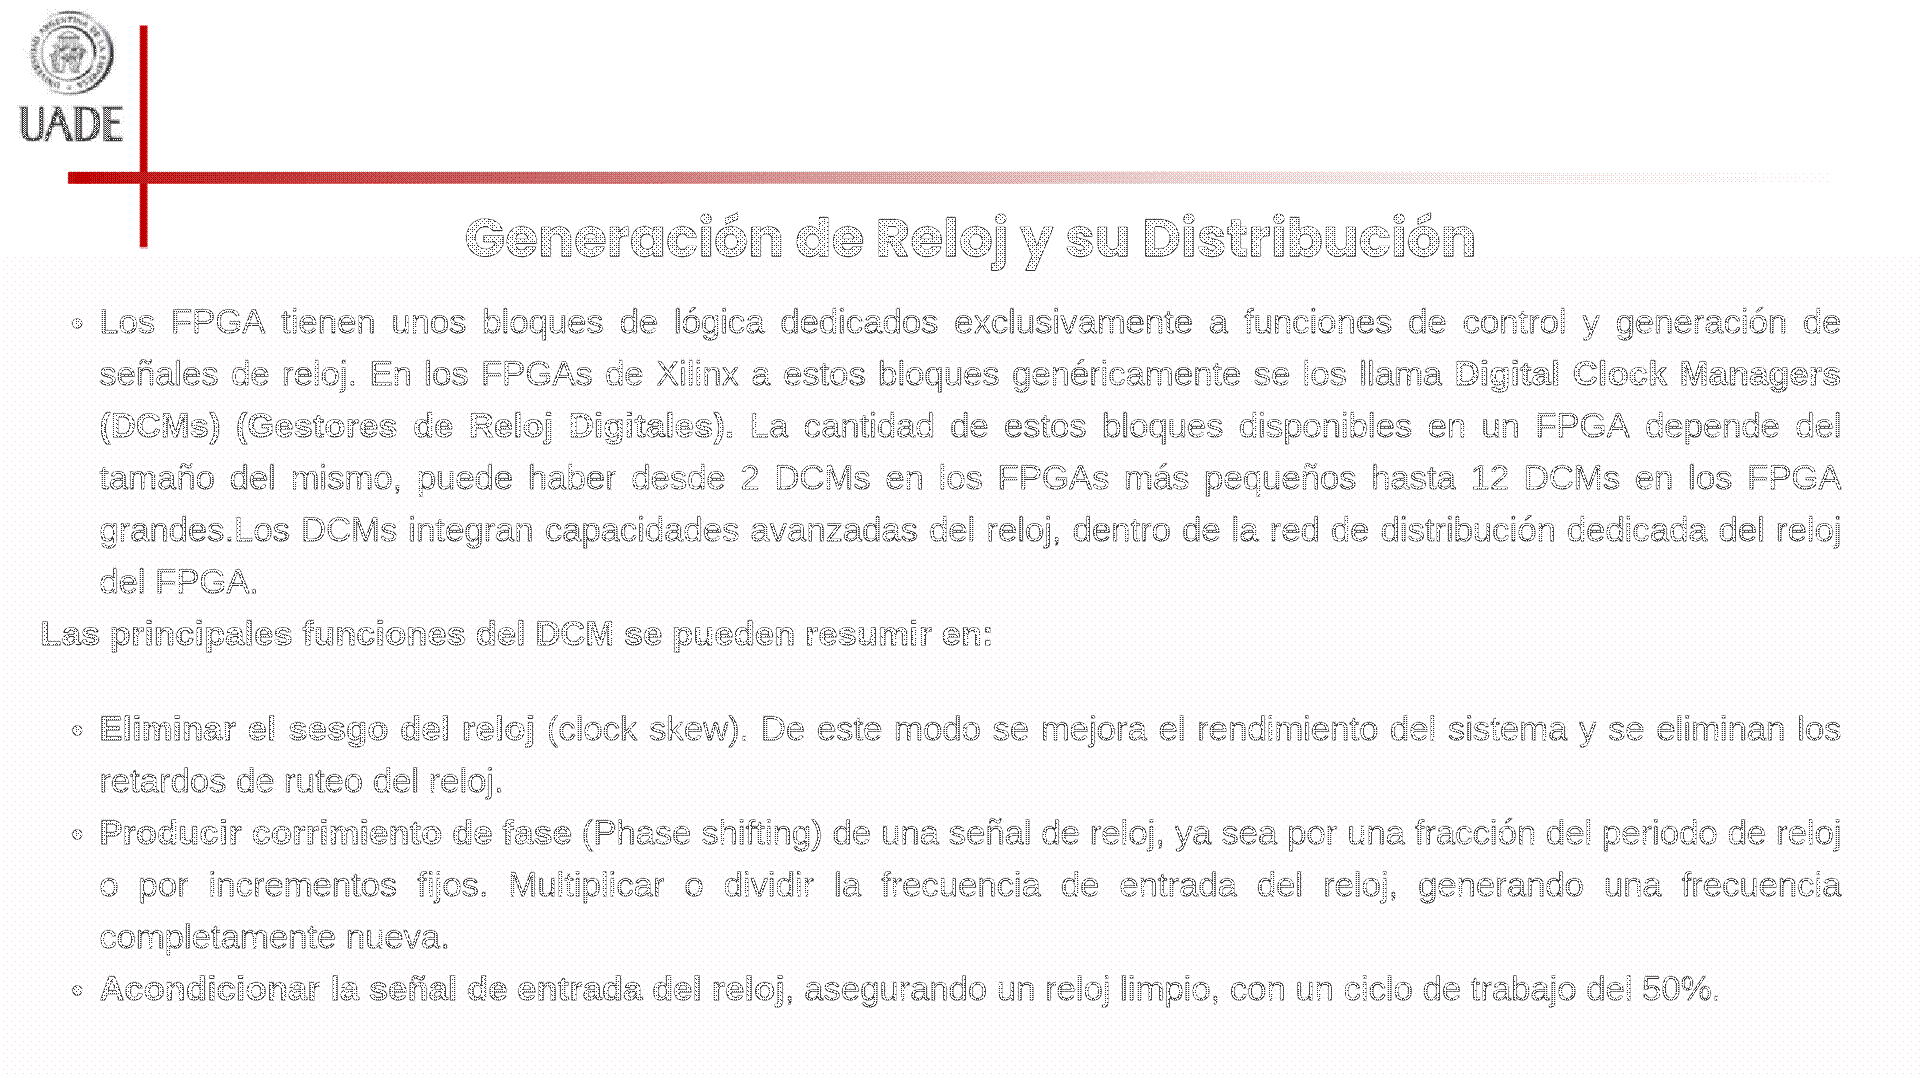 UADE
Generación de Reloj y su Distribución
• Los FPGA tienen unos bloques de lógica dedicados exclusivamente a funciones de control y generación de
señales de reloj. En los FPGAs de Xilinx a estos bloques genéricamente se los llama Digital Clock Managers
(DCMs) (Gestores de Reloj Digitales). La cantidad de estos bloques disponibles en un FPGA depende del
tamaño del mismo, puede haber desde 2 DCMs en los FPGAs más pequeños hasta 12 DCMs en los FPGA
grandes.Los DCMs integran capacidades avanzadas del reloj, dentro de la red de distribución dedicada del reloj
del FPGA.
Las principales funciones del DCM se pueden resumir en:
• Eliminar el sesgo del reloj (clock skew). De este modo se mejora el rendimiento del sistema y se eliminan los
retardos de ruteo del reloj.
• Producir corrimiento de fase (Phase shifting) de una señal de reloj, ya sea por una fracción del periodo de reloj
o por incrementos fijos. Multiplicar o dividir la frecuencia de entrada del reloj, generando una frecuencia
completamente nueva.
• Acondicionar la señal de entrada del reloj, asegurando un reloj limpio, con un ciclo de trabajo del 50%.